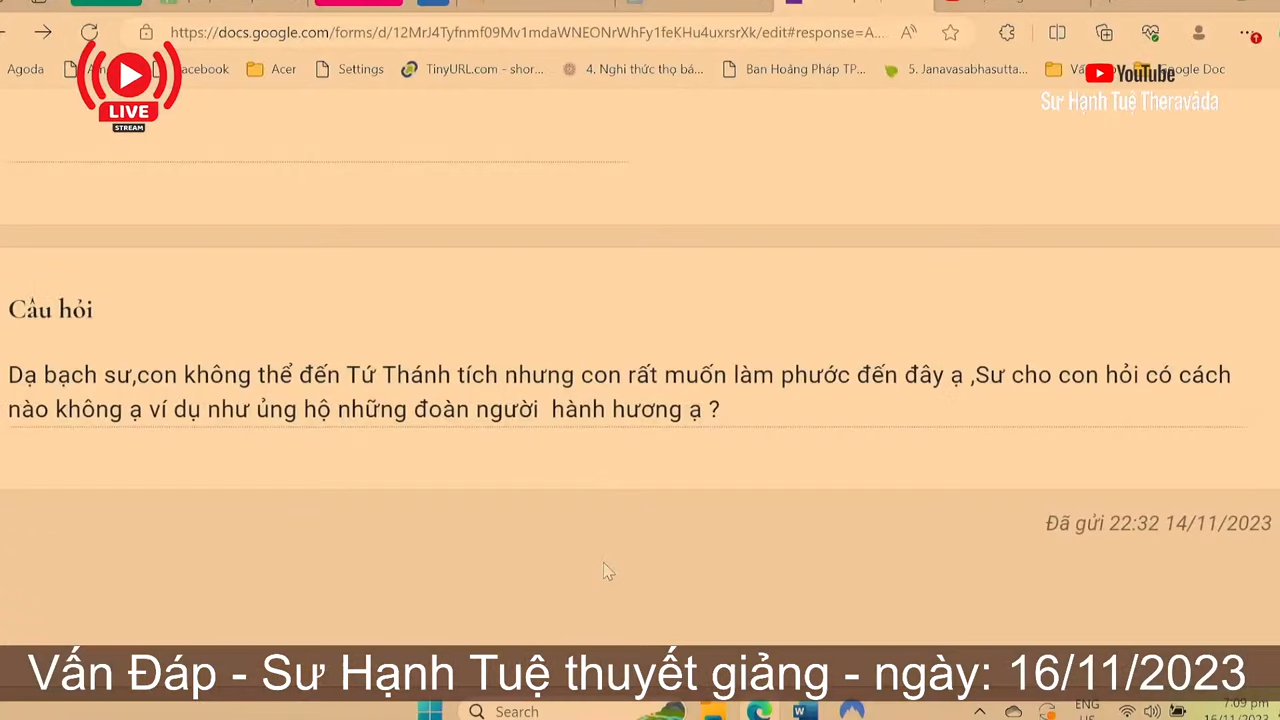 https://docs.google.com/forms/d/12MrJ4Tyfnmf09Mv1mdaWNEONrWhFy1feKHu4uxrsrXk/edit#response=A...
Agoda
acebook
Acer
Settings
TinyURL.com - shor...
4. Nghi thức thọ bá...
Ban Hoằng Pháp TP...
5. Janavasabhasutta...
Google Doc
LIVE
STREAM
YouTube
Sư Hạnh Tuệ Theravāda
Câu hỏi
Dạ bạch sư,con không thể đến Tứ Thánh tích nhưng con rất muốn làm phước đến đây ạ ,Sư cho con hỏi có cách
nào không ạ ví dụ như ủng hộ những đoàn người hành hương ạ ?
Đã gửi 22:32 14/11/2023
Vấn Đáp - Sư Hạnh Tuệ thuyết giảng - ngày: 16/11/2023
Search
ENG
7:09 pm